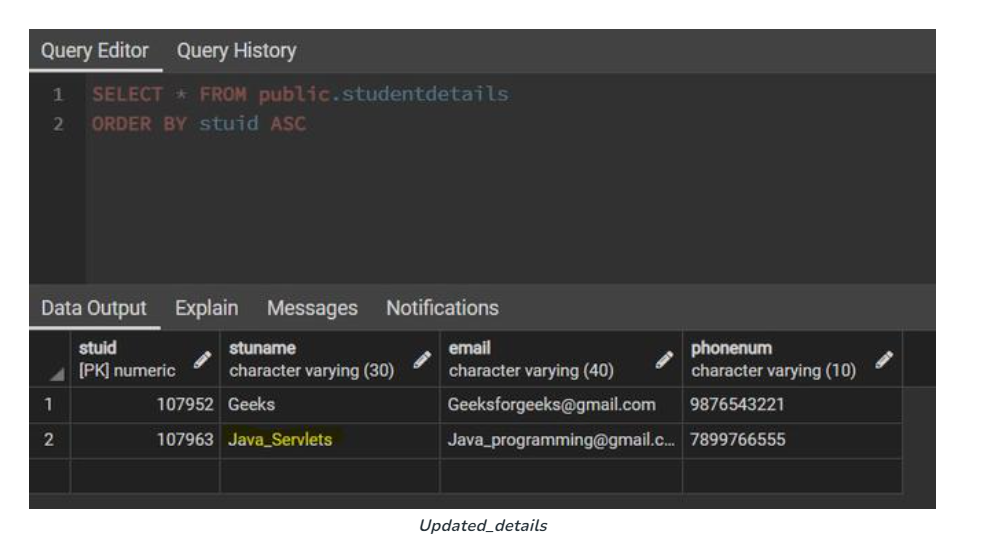 Query Editor Query History
1 SELECT * FROM public.studentdetails
2 ORDER BY stuid ASC
Data Output Explain Messages Notifications
stuid stuname email phonenum
[PK] numeric character varying (30) character varying (40) character varying (10)
1 107952 Geeks Geeksforgeeks@gmail.com 9876543221
2 107963 Java_Servlets Java_programming@gmail.c... 7899766555
Updated_details